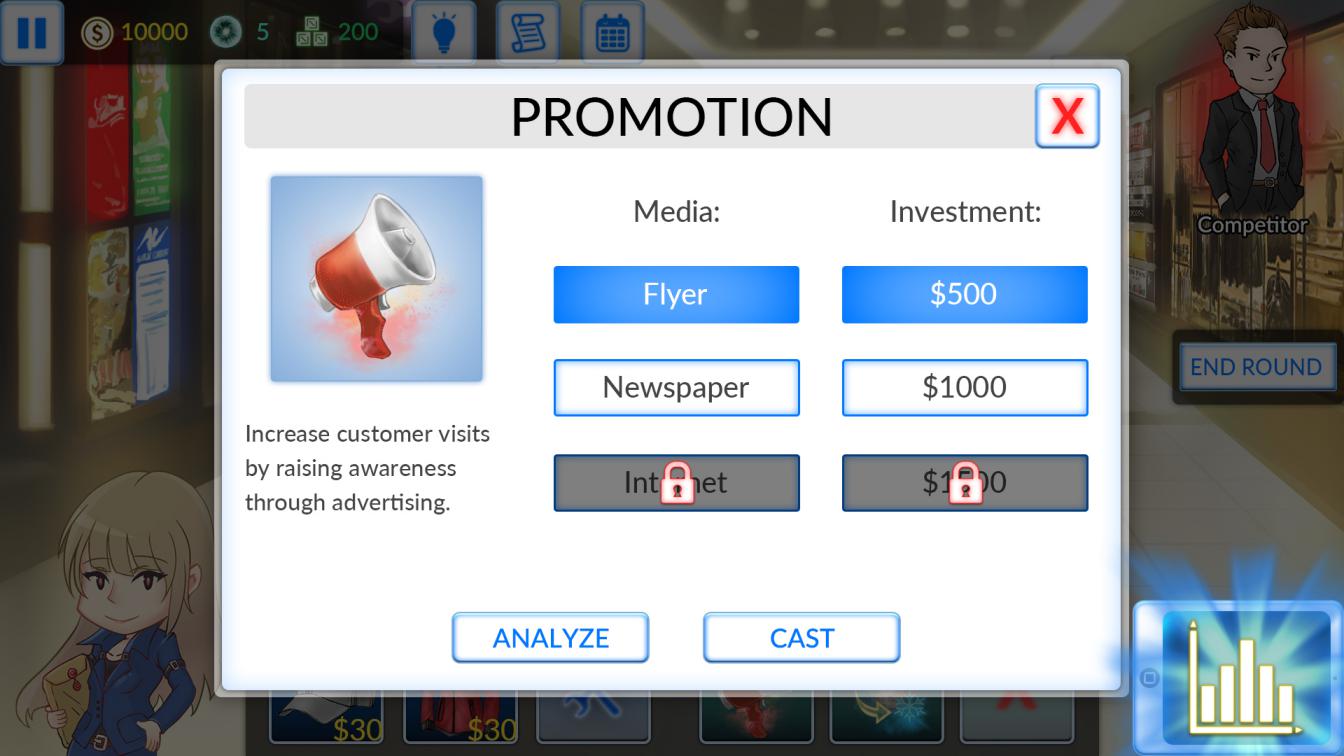 10000
5
200
PROMOTION
X
Media:
Investment:
Flyer
$500
Newspaper
$1000
Increase customer visits
by raising awareness
through advertising.
ANALYZE
CAST
Competitor
END ROUND
$30
$30